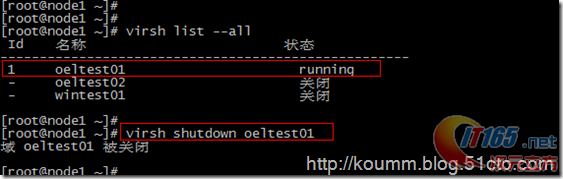 [root@node1 ~]#
[root@node1 ~]# virsh list --all
Id 名称 状态
----------------------------------------------------
1 oeltest01 running
- oeltest02 关闭
- wintest01 关闭
[root@node1 ~]#
[root@node1 ~]# virsh shutdown oeltest01
域 oeltest01 被关闭
[root@node1 ~]#
IT165.net
http://koumm.blog.51cto.com